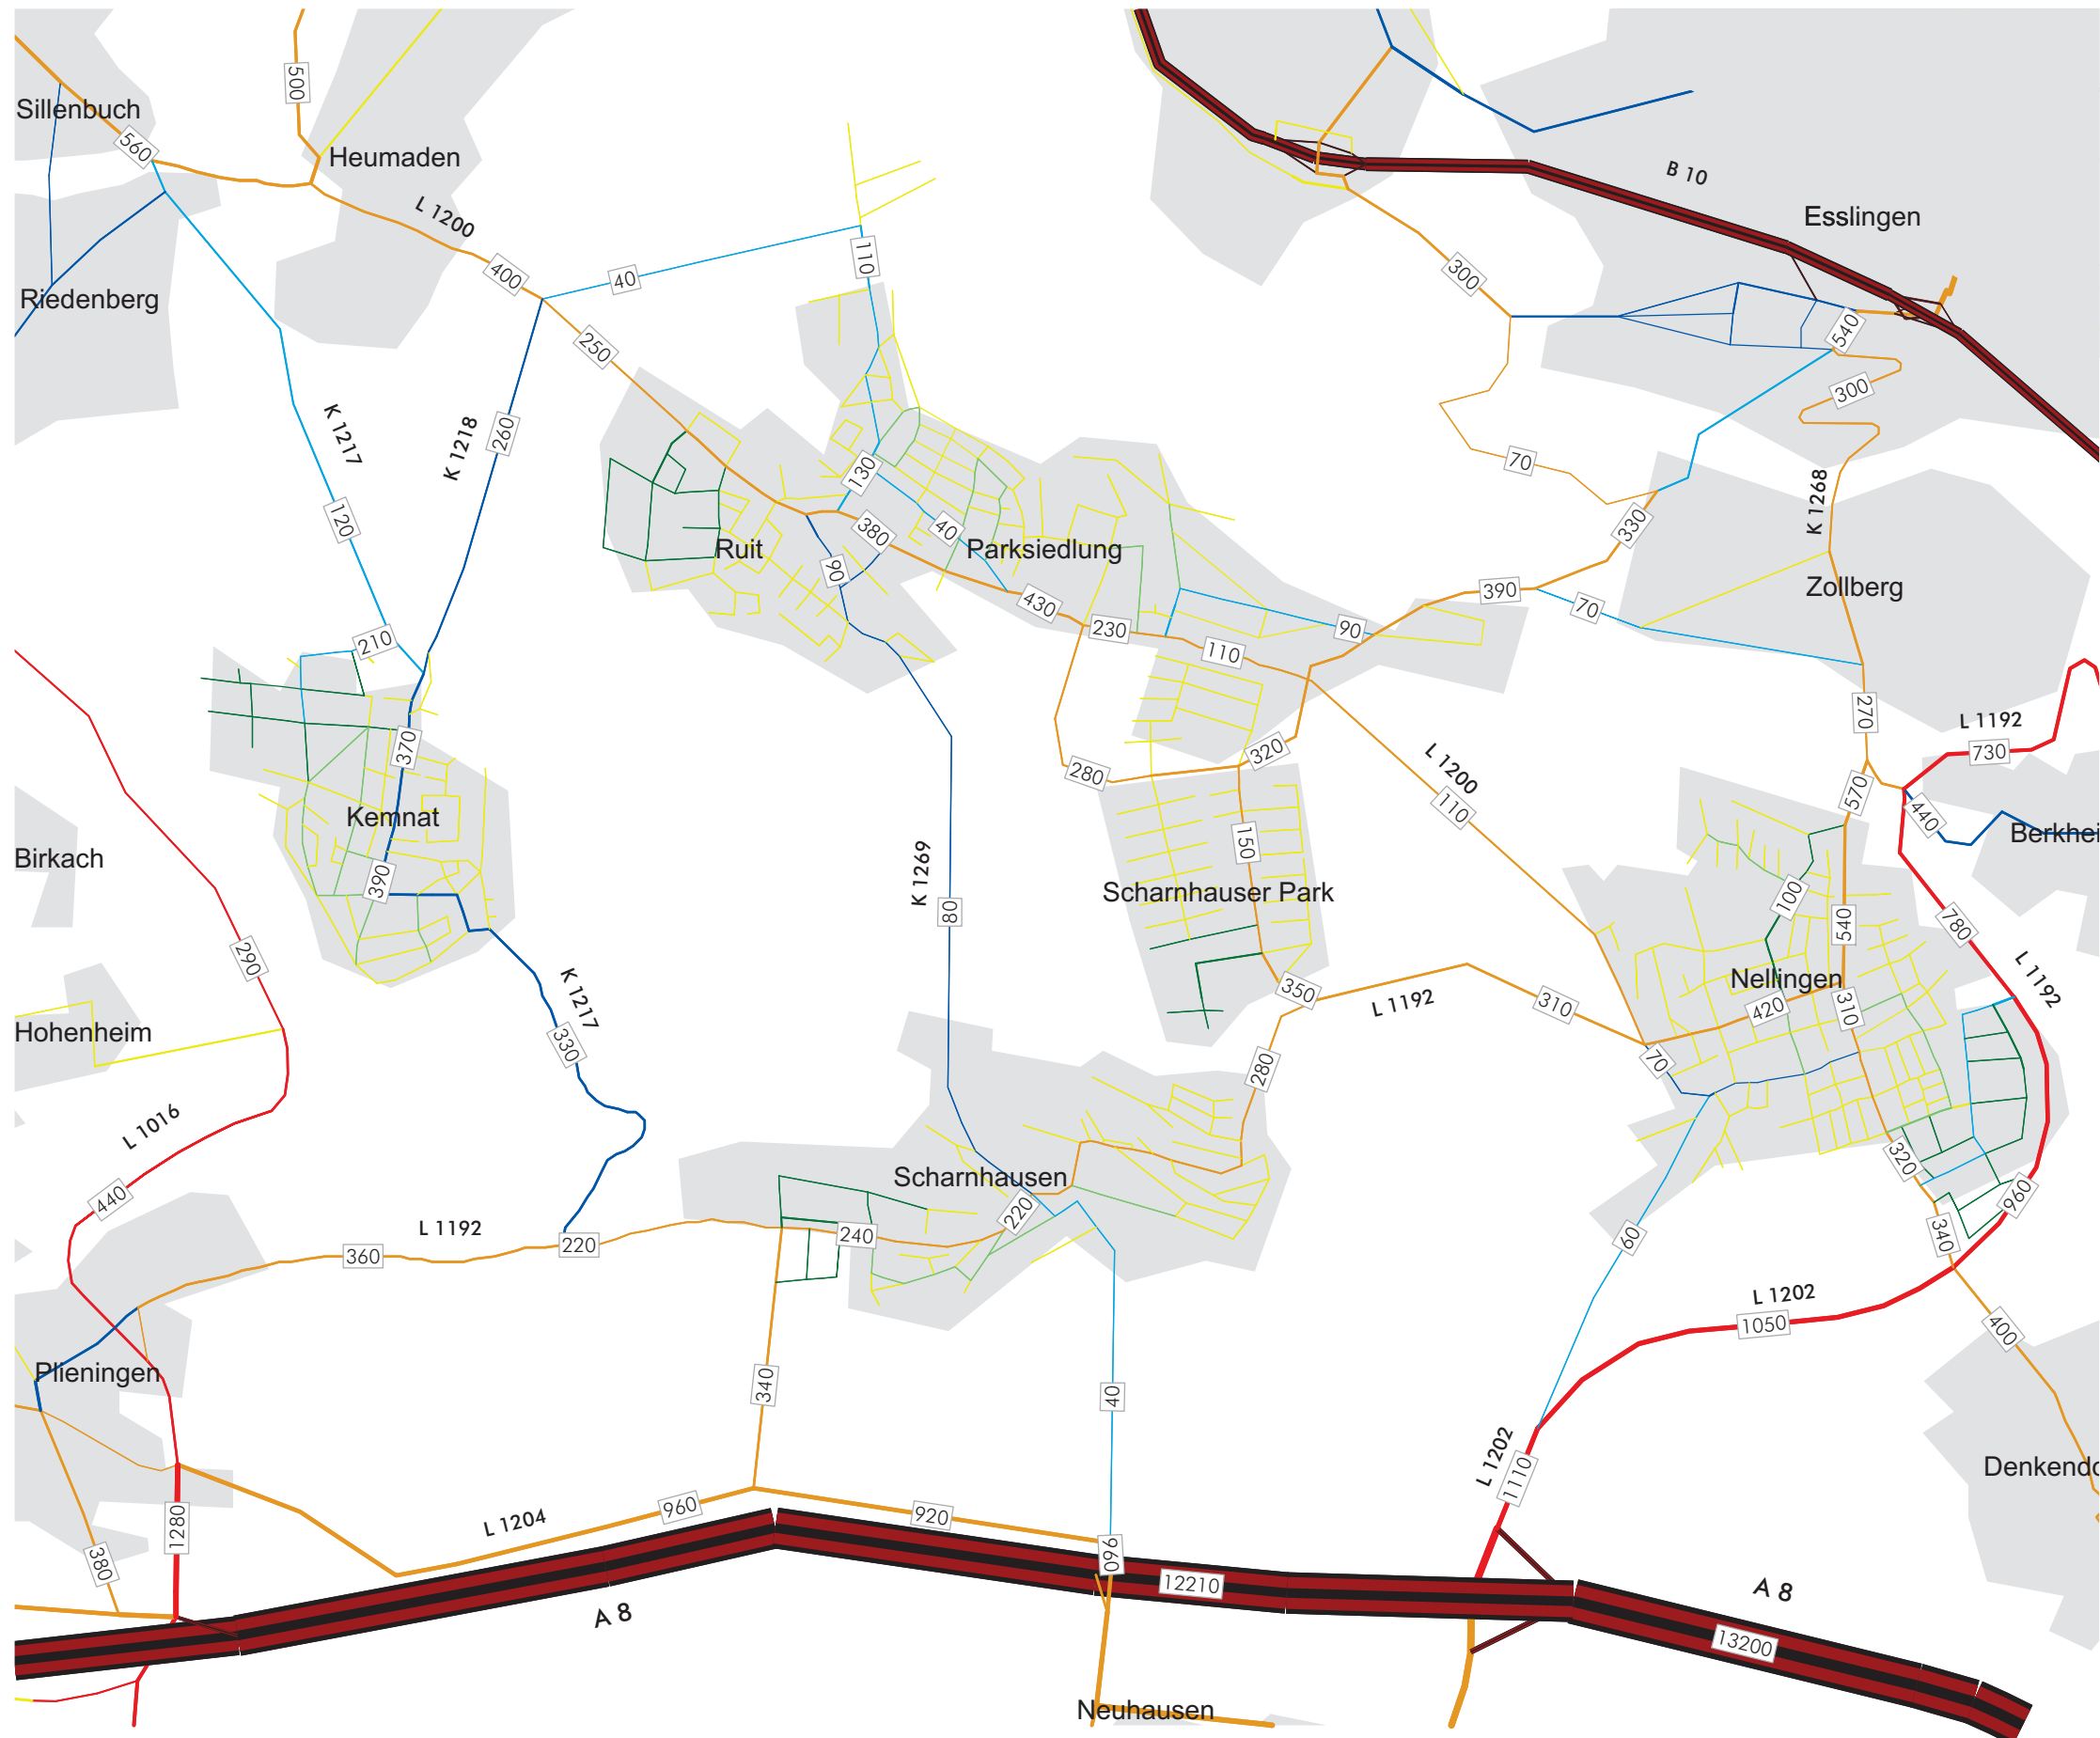 500
Sillenbuch
560
Heumaden
B 10
L 1200
Esslingen
400
40
110
300
Riedenberg
250
540
300
K 1217
K 1218
260
130
70
K 1268
120
380
40
330
Ruit
Parksiedlung
90
Zollberg
430
390
70
210
230
90
110
270
L 1192
730
370
320
280
L 1200
570
110
440
Kemnat
Berkhei
150
Birkach
K 1269
390
Scharnhauser Park
100
80
540
780
290
Nellingen
L 1192
K 1217
350
L 1192
310
420
310
Hohenheim
330
70
280
L 1016
320
Scharnhausen
440
960
220
L 1192
240
340
60
360
220
L 1202
1050
400
Plieningen
340
40
L 1202
Denkendo
1110
960
L 1204
920
1280
380
960
12210
A 8
A 8
13200
Neuhausen